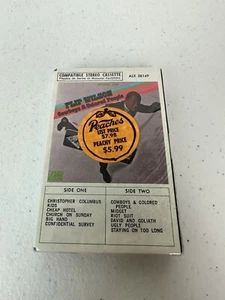 COMPATIBLE STEREO CASSETTE
ALX 58149
FLIP WILSON
Cowboys & Colored People
Peaches
LIST PRICE
$7.98
PEACHY PRICE
$5.99
SIDE ONE
CHRISTOPHER COLUMBUS
KIDS
CHEAP HOTEL
CHURCH ON SUNDAY
BIG HAND
CONFIDENTIAL SURVEY
SIDE TWO
COWBOYS & COLORED
PEOPLE
MIDGET
RIOT SUIT
DAVID AND GOLIATH
UGLY PEOPLE
STAYING ON TOO LONG